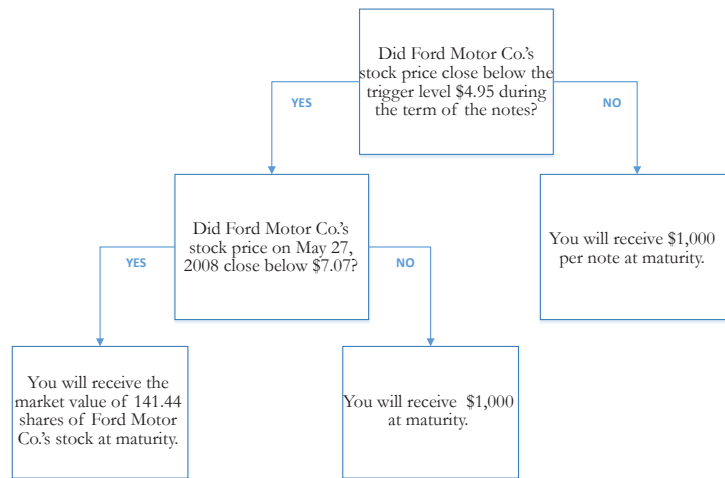 Did Ford Motor Co.'s
stock price close below the
trigger level $4.95 during
the term of the notes?
YES
NO
Did Ford Motor Co.'s
stock price on May 27,
2008 close below $7.07?
You will receive $1,000
per note at maturity.
YES
NO
You will receive the
market value of 141.44
shares of Ford Motor
Co.'s stock at maturity.
You will receive $1,000
at maturity.